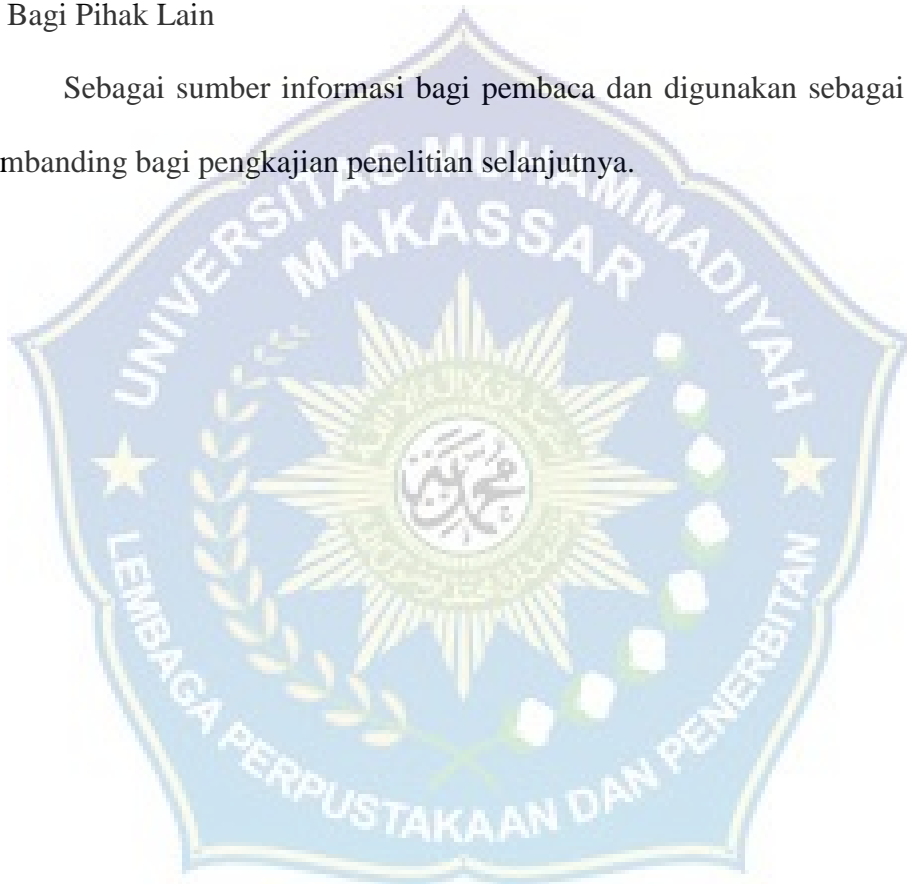 Bagi Pihak Lain
Sebagai sumber informasi bagi pembaca dan digunakan sebagai
mbanding bagi pengkajian penelitian selanjutnya.
UNIVERSITAS MUHAMMADIYAH
MAKASSAR
محمد
LEMBAGA PERPUSTAKAAN DAN PENERBITAN